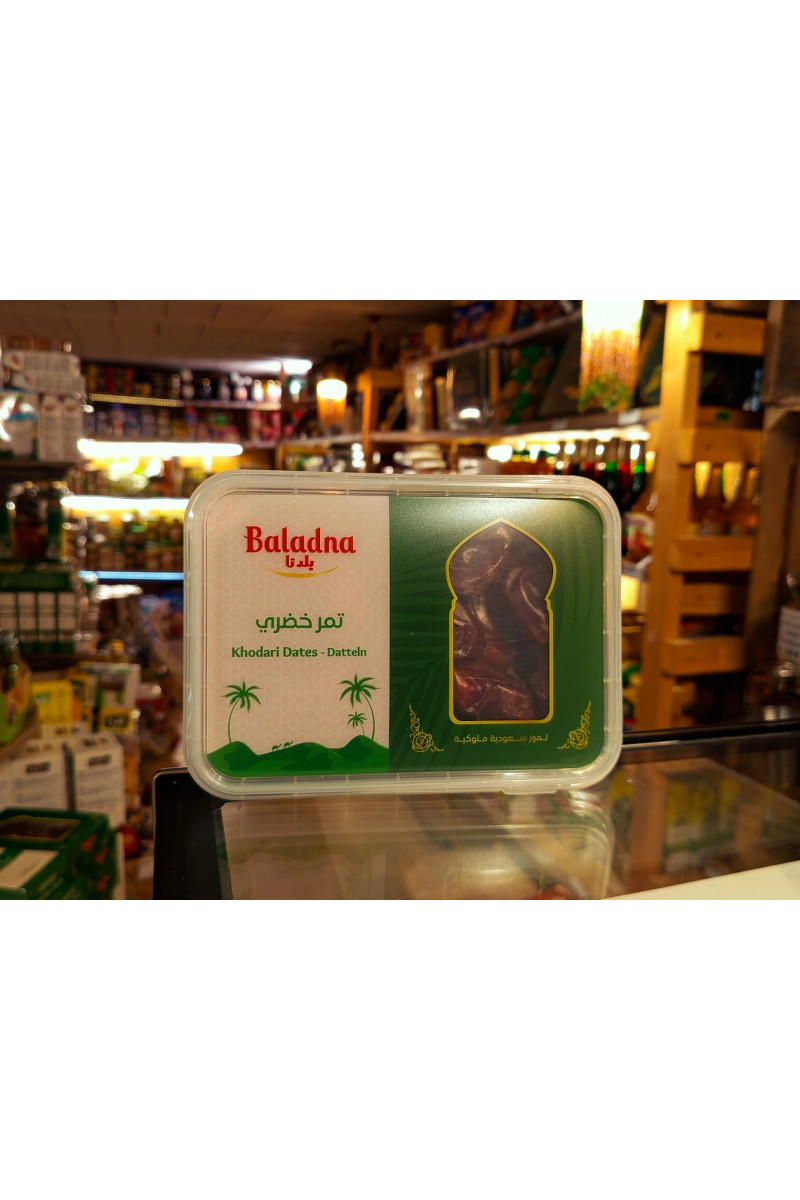 Baladna
بلدنا
تمر خضري
Khodari Dates - Datteln
تمور سعودية ملوكية